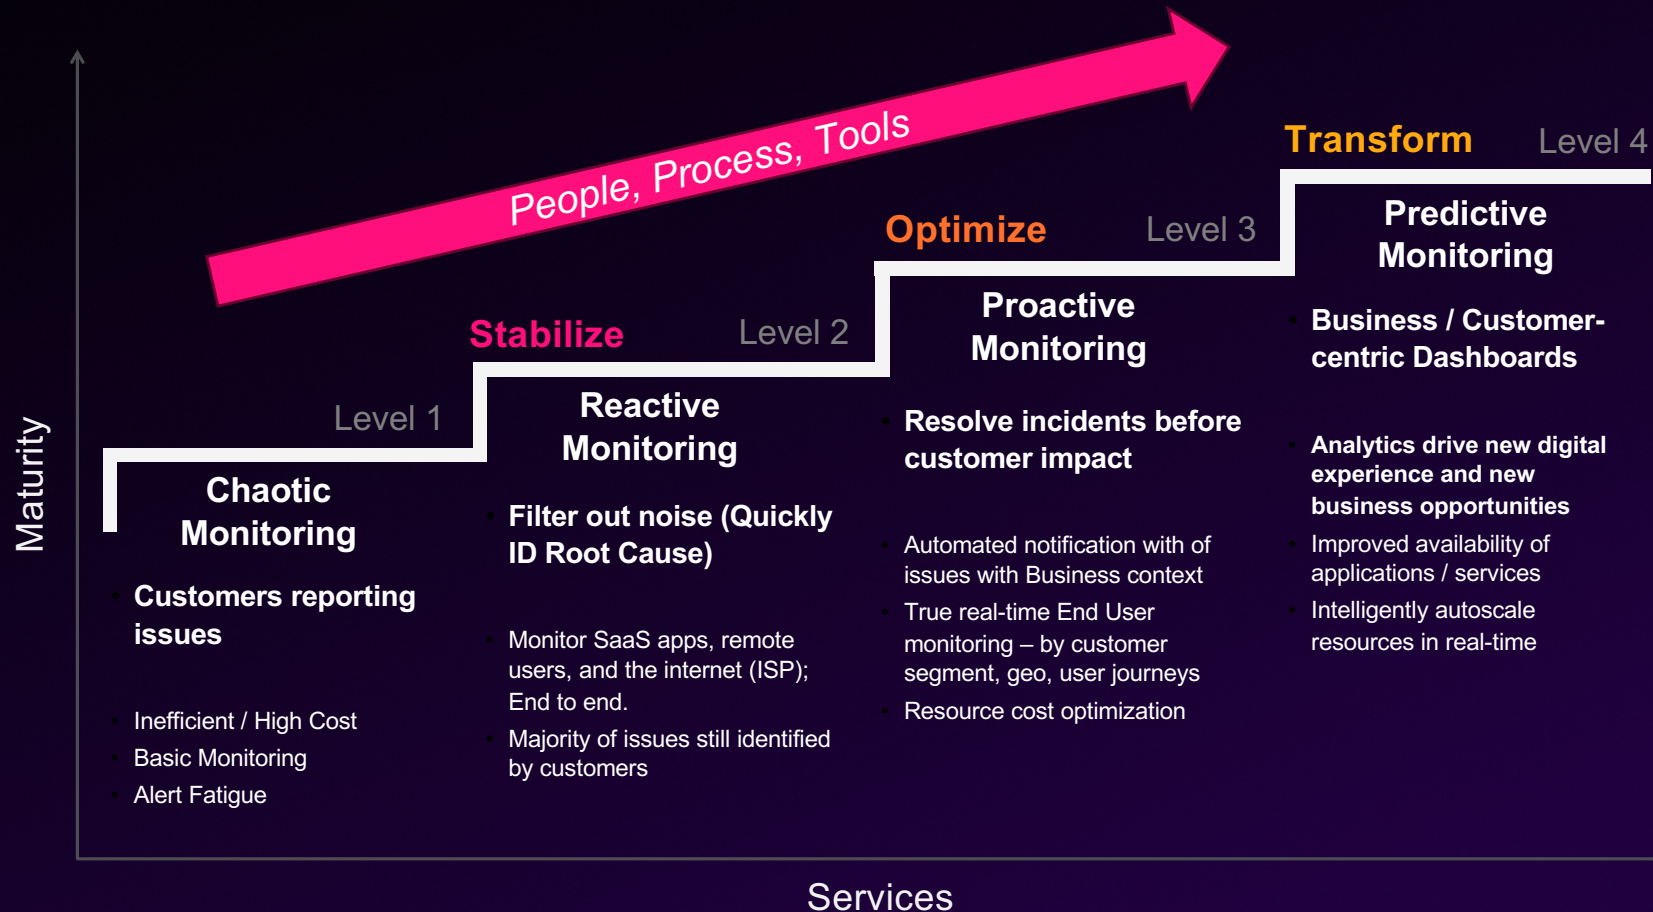 People, Process, Tools
Maturity
Level 1
Chaotic
Monitoring
Customers reporting
issues
Inefficient / High Cost
Basic Monitoring
Alert Fatigue
Stabilize
Level 2
Reactive
Monitoring
Filter out noise (Quickly
ID Root Cause)
Monitor SaaS apps, remote
users, and the internet (ISP);
End to end.
Majority of issues still identified
by customers
Optimize
Level 3
Proactive
Monitoring
Resolve incidents before
customer impact
Automated notification with of
issues with Business context
True real-time End User
monitoring – by customer
segment, geo, user journeys
Resource cost optimization
Transform
Level 4
Predictive
Monitoring
Business / Customer-
centric Dashboards
Analytics drive new digital
experience and new
business opportunities
Improved availability of
applications / services
Intelligently autoscale
resources in real-time
Services